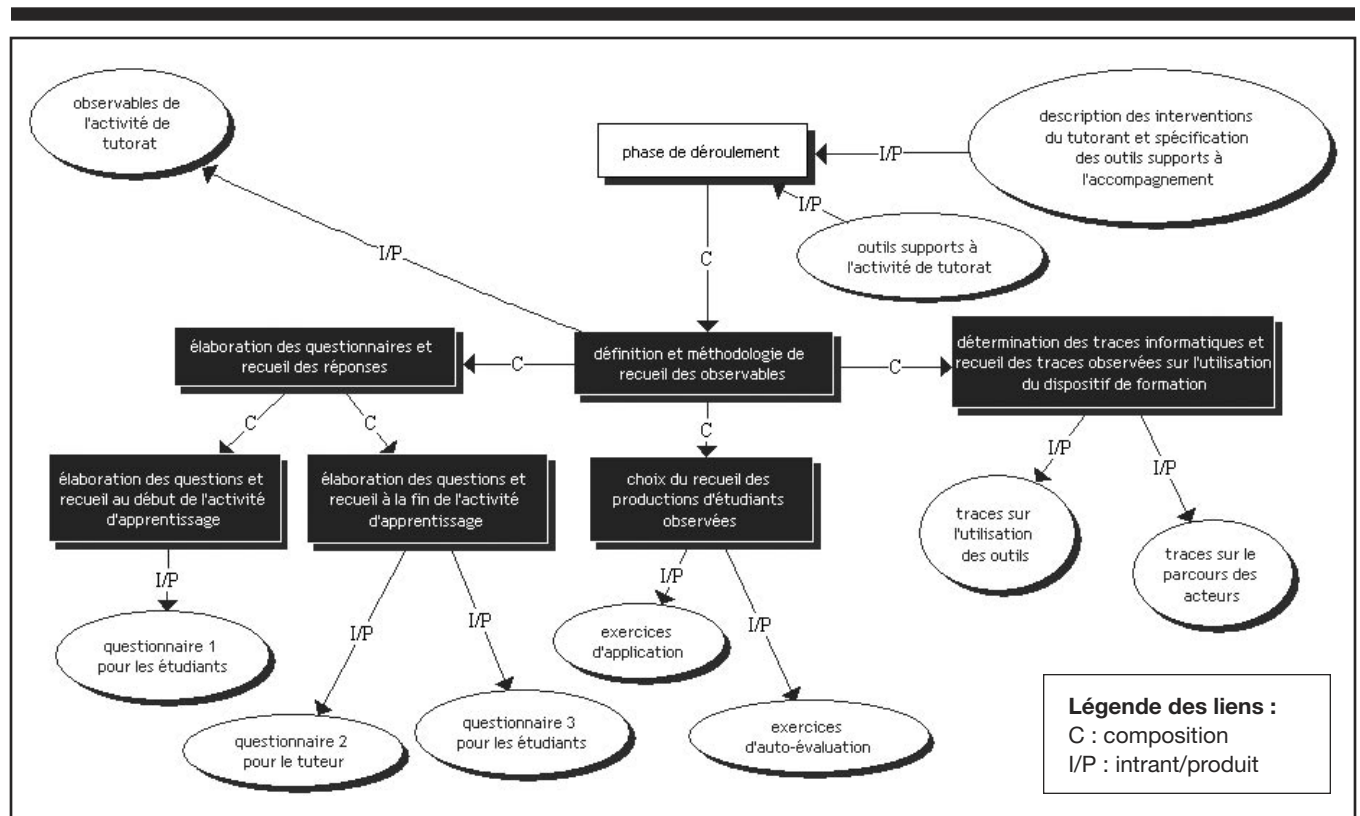 observables de
l'activité de
tutorat
phase de déroulement
I/P
description des interventions
du tutorant et spécification
des outils supports à
l'accompagnement
I/P
outils supports à
l'activité de tutorat
I/P
C
élaboration des questionnaires et
recueil des réponses
C
définition et méthodologie de
recueil des observables
C
détermination des traces informatiques et
recueil des traces observées sur l'utilisation
du dispositif de formation
C
C
C
I/P
I/P
élaboration des questions et
recueil au début de l'activité
d'apprentissage
élaboration des questions et
recueil à la fin de l'activité
d'apprentissage
choix du recueil des
productions d'étudiants
observées
traces sur
l'utilisation
des outils
traces sur le
parcours des
acteurs
I/P
I/P
I/P
I/P
I/P
questionnaire 1
pour les étudiants
exercices
d'application
questionnaire 2
pour le tuteur
questionnaire 3
pour les étudiants
exercices
d'auto-évaluation
Légende des liens :
C : composition
I/P : intrant/produit